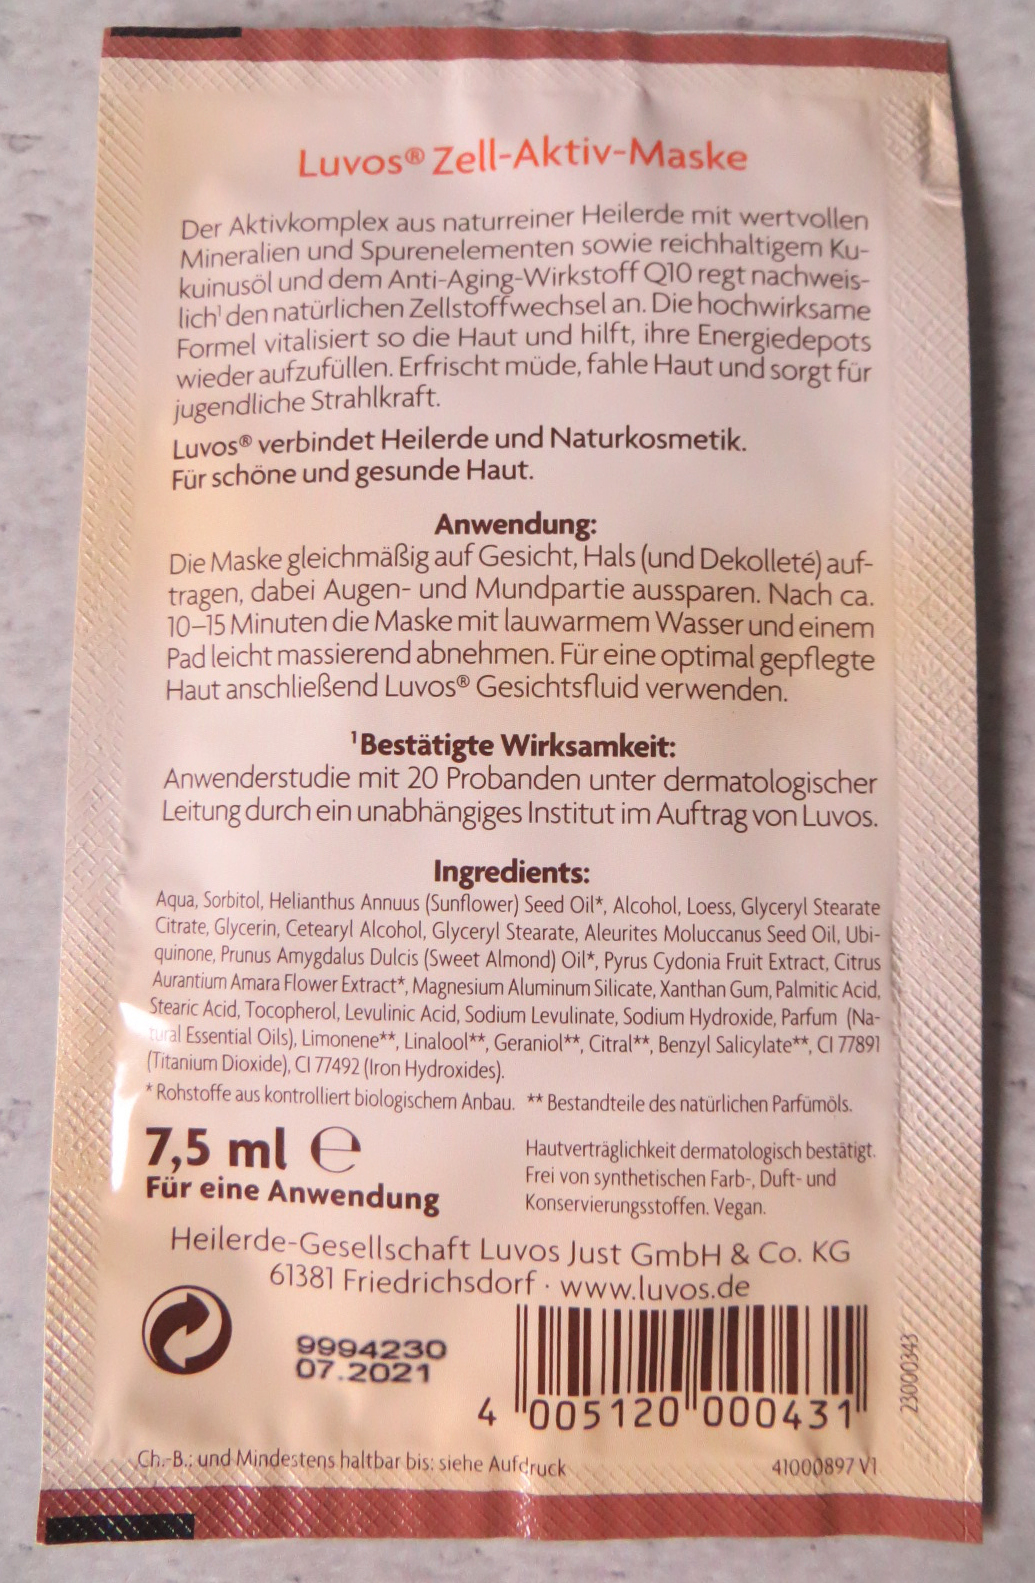 Luvos® Zell-Aktiv-Maske
Der Aktivkomplex aus naturreiner Heilerde mit wertvollen
Mineralien und Spurenelementen sowie reichhaltigem Ku-
kuinusöl und dem Anti-Aging-Wirkstoff Q10 regt nachweis-
lich¹ den natürlichen Zellstoffwechsel an. Die hochwirksame
Formel vitalisiert so die Haut und hilft, ihre Energiedepots
wieder aufzufüllen. Erfrischt müde, fahle Haut und sorgt für
jugendliche Strahlkraft.
Luvos® verbindet Heilerde und Naturkosmetik.
Für schöne und gesunde Haut.
Anwendung:
Die Maske gleichmäßig auf Gesicht, Hals (und Dekolleté) auf-
tragen, dabei Augen- und Mundpartie aussparen. Nach ca.
10–15 Minuten die Maske mit lauwarmem Wasser und einem
Pad leicht massierend abnehmen. Für eine optimal gepflegte
Haut anschließend Luvos® Gesichtsfluid verwenden.
¹Bestätigte Wirksamkeit:
Anwenderstudie mit 20 Probanden unter dermatologischer
Leitung durch ein unabhängiges Institut im Auftrag von Luvos.
Ingredients:
Aqua, Sorbitol, Helianthus Annuus (Sunflower) Seed Oil*, Alcohol, Loess, Glyceryl Stearate
Citrate, Glycerin, Cetearyl Alcohol, Glyceryl Stearate, Aleurites Moluccanus Seed Oil, Ubi-
quinone, Prunus Amygdalus Dulcis (Sweet Almond) Oil*, Pyrus Cydonia Fruit Extract, Citrus
Aurantium Amara Flower Extract*, Magnesium Aluminum Silicate, Xanthan Gum, Palmitic Acid,
Stearic Acid, Tocopherol, Levulinic Acid, Sodium Levulinate, Sodium Hydroxide, Parfum (Na-
tural Essential Oils), Limonene**, Linalool**, Geraniol**, Citral**, Benzyl Salicylate**, CI 77891
(Titanium Dioxide), CI 77492 (Iron Hydroxides).
* Rohstoffe aus kontrolliert biologischem Anbau. ** Bestandteile des natürlichen Parfümöls.
7,5 ml ℮
Für eine Anwendung
Hautverträglichkeit dermatologisch bestätigt.
Frei von synthetischen Farb-, Duft- und
Konservierungsstoffen. Vegan.
Heilerde-Gesellschaft Luvos Just GmbH & Co. KG
61381 Friedrichsdorf · www.luvos.de
9994230
07.2021
4 005120 000431
23000343
Ch.-B.: und Mindestens haltbar bis: siehe Aufdruck
41000897 V1